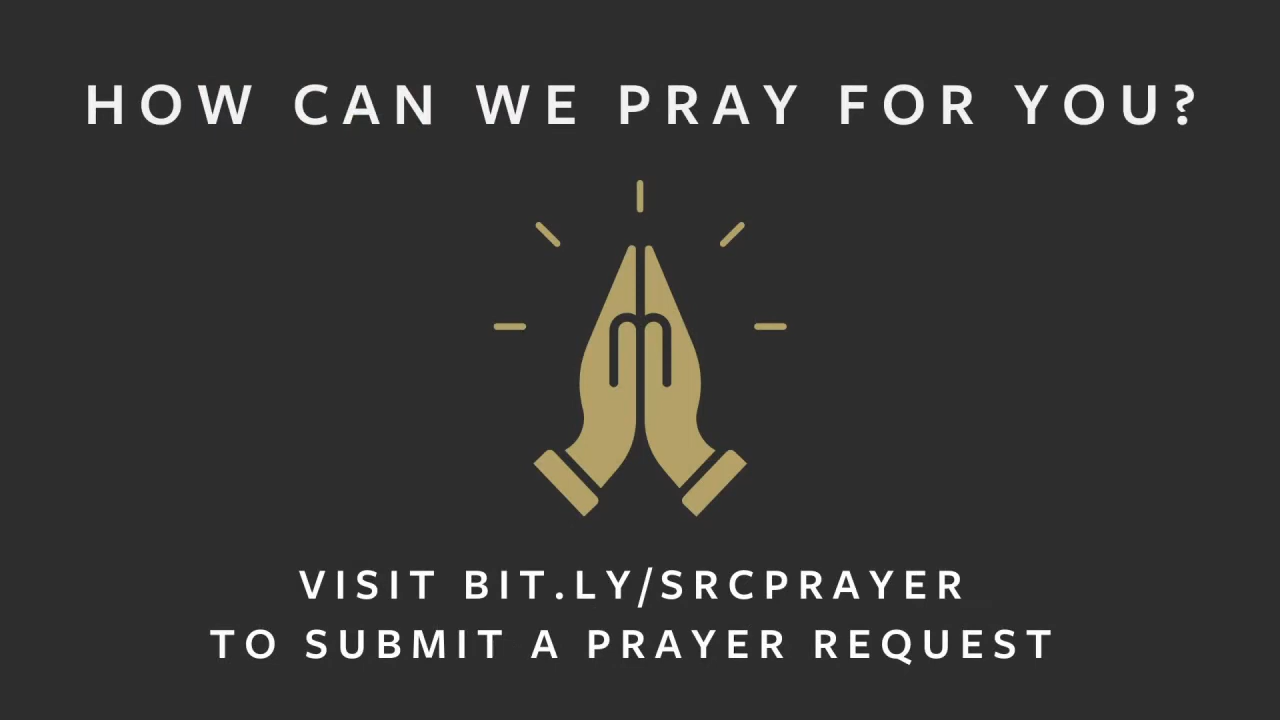 HOW CAN WE PRAY FOR YOU?
VISIT BIT.LY/SRCPRAYER
TO SUBMIT A PRAYER REQUEST